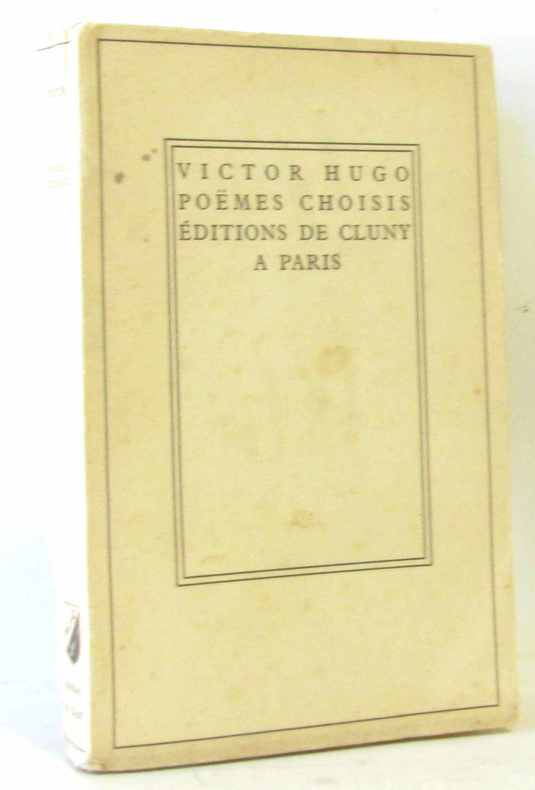 VICTOR HUGO
POËMES CHOISIS
ÉDITIONS DE CLUNY
A PARIS